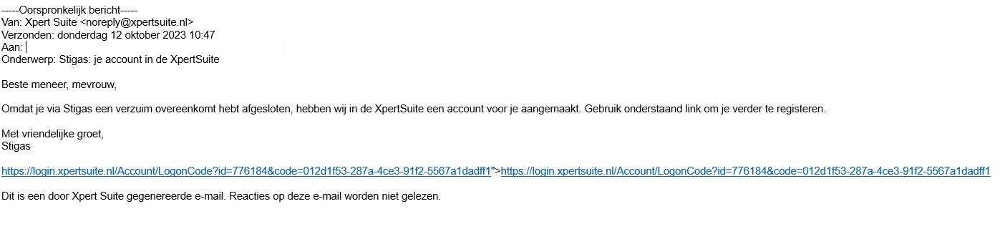 -----Oorspronkelijk bericht-----
Van: Xpert Suite <noreply@xpertsuite.nl>
Verzonden: donderdag 12 oktober 2023 10:47
Aan:
Onderwerp: Stigas: je account in de XpertSuite
Beste meneer, mevrouw,
Omdat je via Stigas een verzuim overeenkomt hebt afgesloten, hebben wij in de XpertSuite een account voor je aangemaakt. Gebruik onderstaand link om je verder te registeren.
Met vriendelijke groet,
Stigas
https://login.xpertsuite.nl/Account/LogonCode?id=776184&code=012d1f53-287a-4ce3-91f2-5567a1dadff1">https://login.xpertsuite.nl/Account/LogonCode?id=776184&code=012d1f53-287a-4ce3-91f2-5567a1dadff1
Dit is een door Xpert Suite gegenereerde e-mail. Reacties op deze e-mail worden niet gelezen.